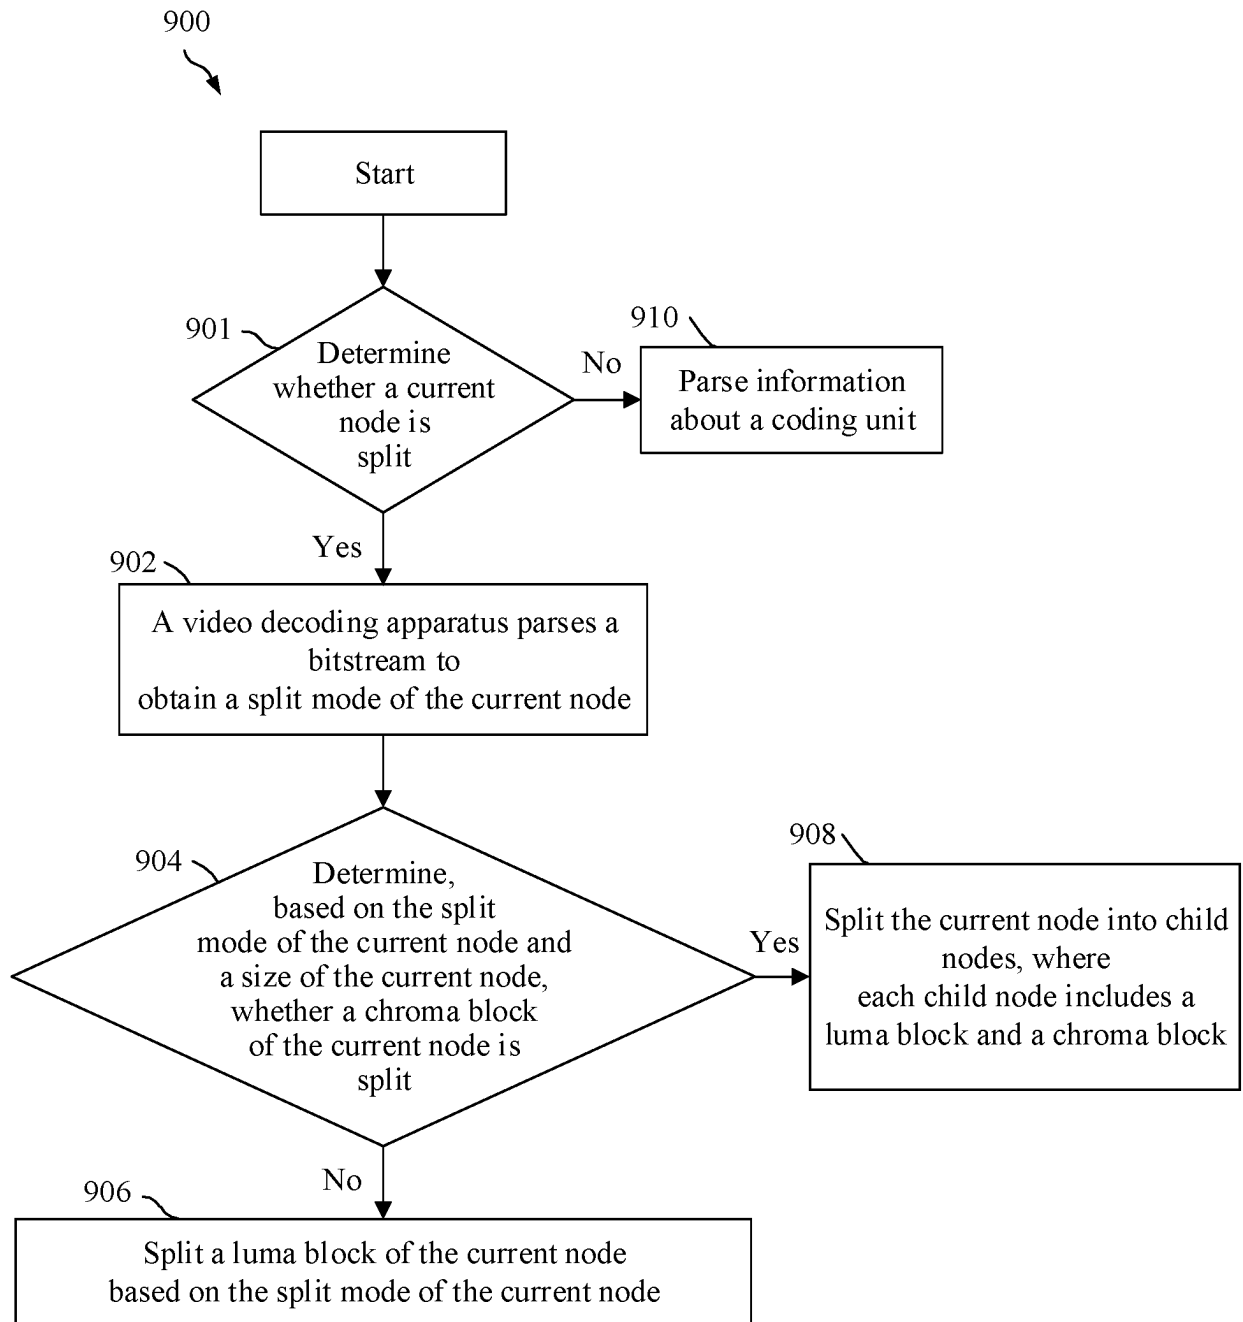 900
Start
901
Determine
whether a current
node is
split
No
910
Parse information
about a coding unit
Yes
902
A video decoding apparatus parses a
bitstream to
obtain a split mode of the current node
904
Determine,
based on the split
mode of the current node and
a size of the current node,
whether a chroma block
of the current node is
split
Yes
908
Split the current node into child
nodes, where
each child node includes a
luma block and a chroma block
No
906
Split a luma block of the current node
based on the split mode of the current node